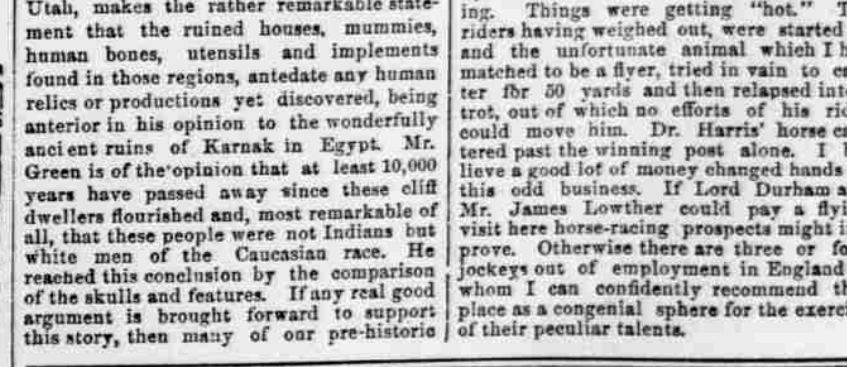 Utah, makes the rather remarkable state-
ment that the ruined houses, mummies,
human bones, utensils and implements
found in those regions, antedate any human
relics or productions yet discovered, being
anterior in his opinion to the wonderfully
ancient ruins of Karnak in Egypt. Mr.
Green is of the opinion that at least 10,000
years have passed away since these cliff
dwellers flourished and, most remarkable of
all, that these people were not Indians but
white men of the Caucasian race. He
reached this conclusion by the comparison
of the skulls and features. If any real good
argument is brought forward to support
this story, then many of our pre-historic
ing. Things were getting "hot." T
riders having weighed out, were started
and the unfortunate animal which I h
matched to be a flyer, tried in vain to ca
ter for 50 yards and then relapsed into
trot, out of which no efforts of his rid
could move him. Dr. Harris' horse ca
tered past the winning post alone. I b
lieve a good lot of money changed hands
this odd business. If Lord Durham a
Mr. James Lowther could pay a flyi
visit here horse-racing prospects might i
prove. Otherwise there are three or fo
jockeys out of employment in England
whom I can confidently recommend th
place as a congenial sphere for the exerci
of their peculiar talents.